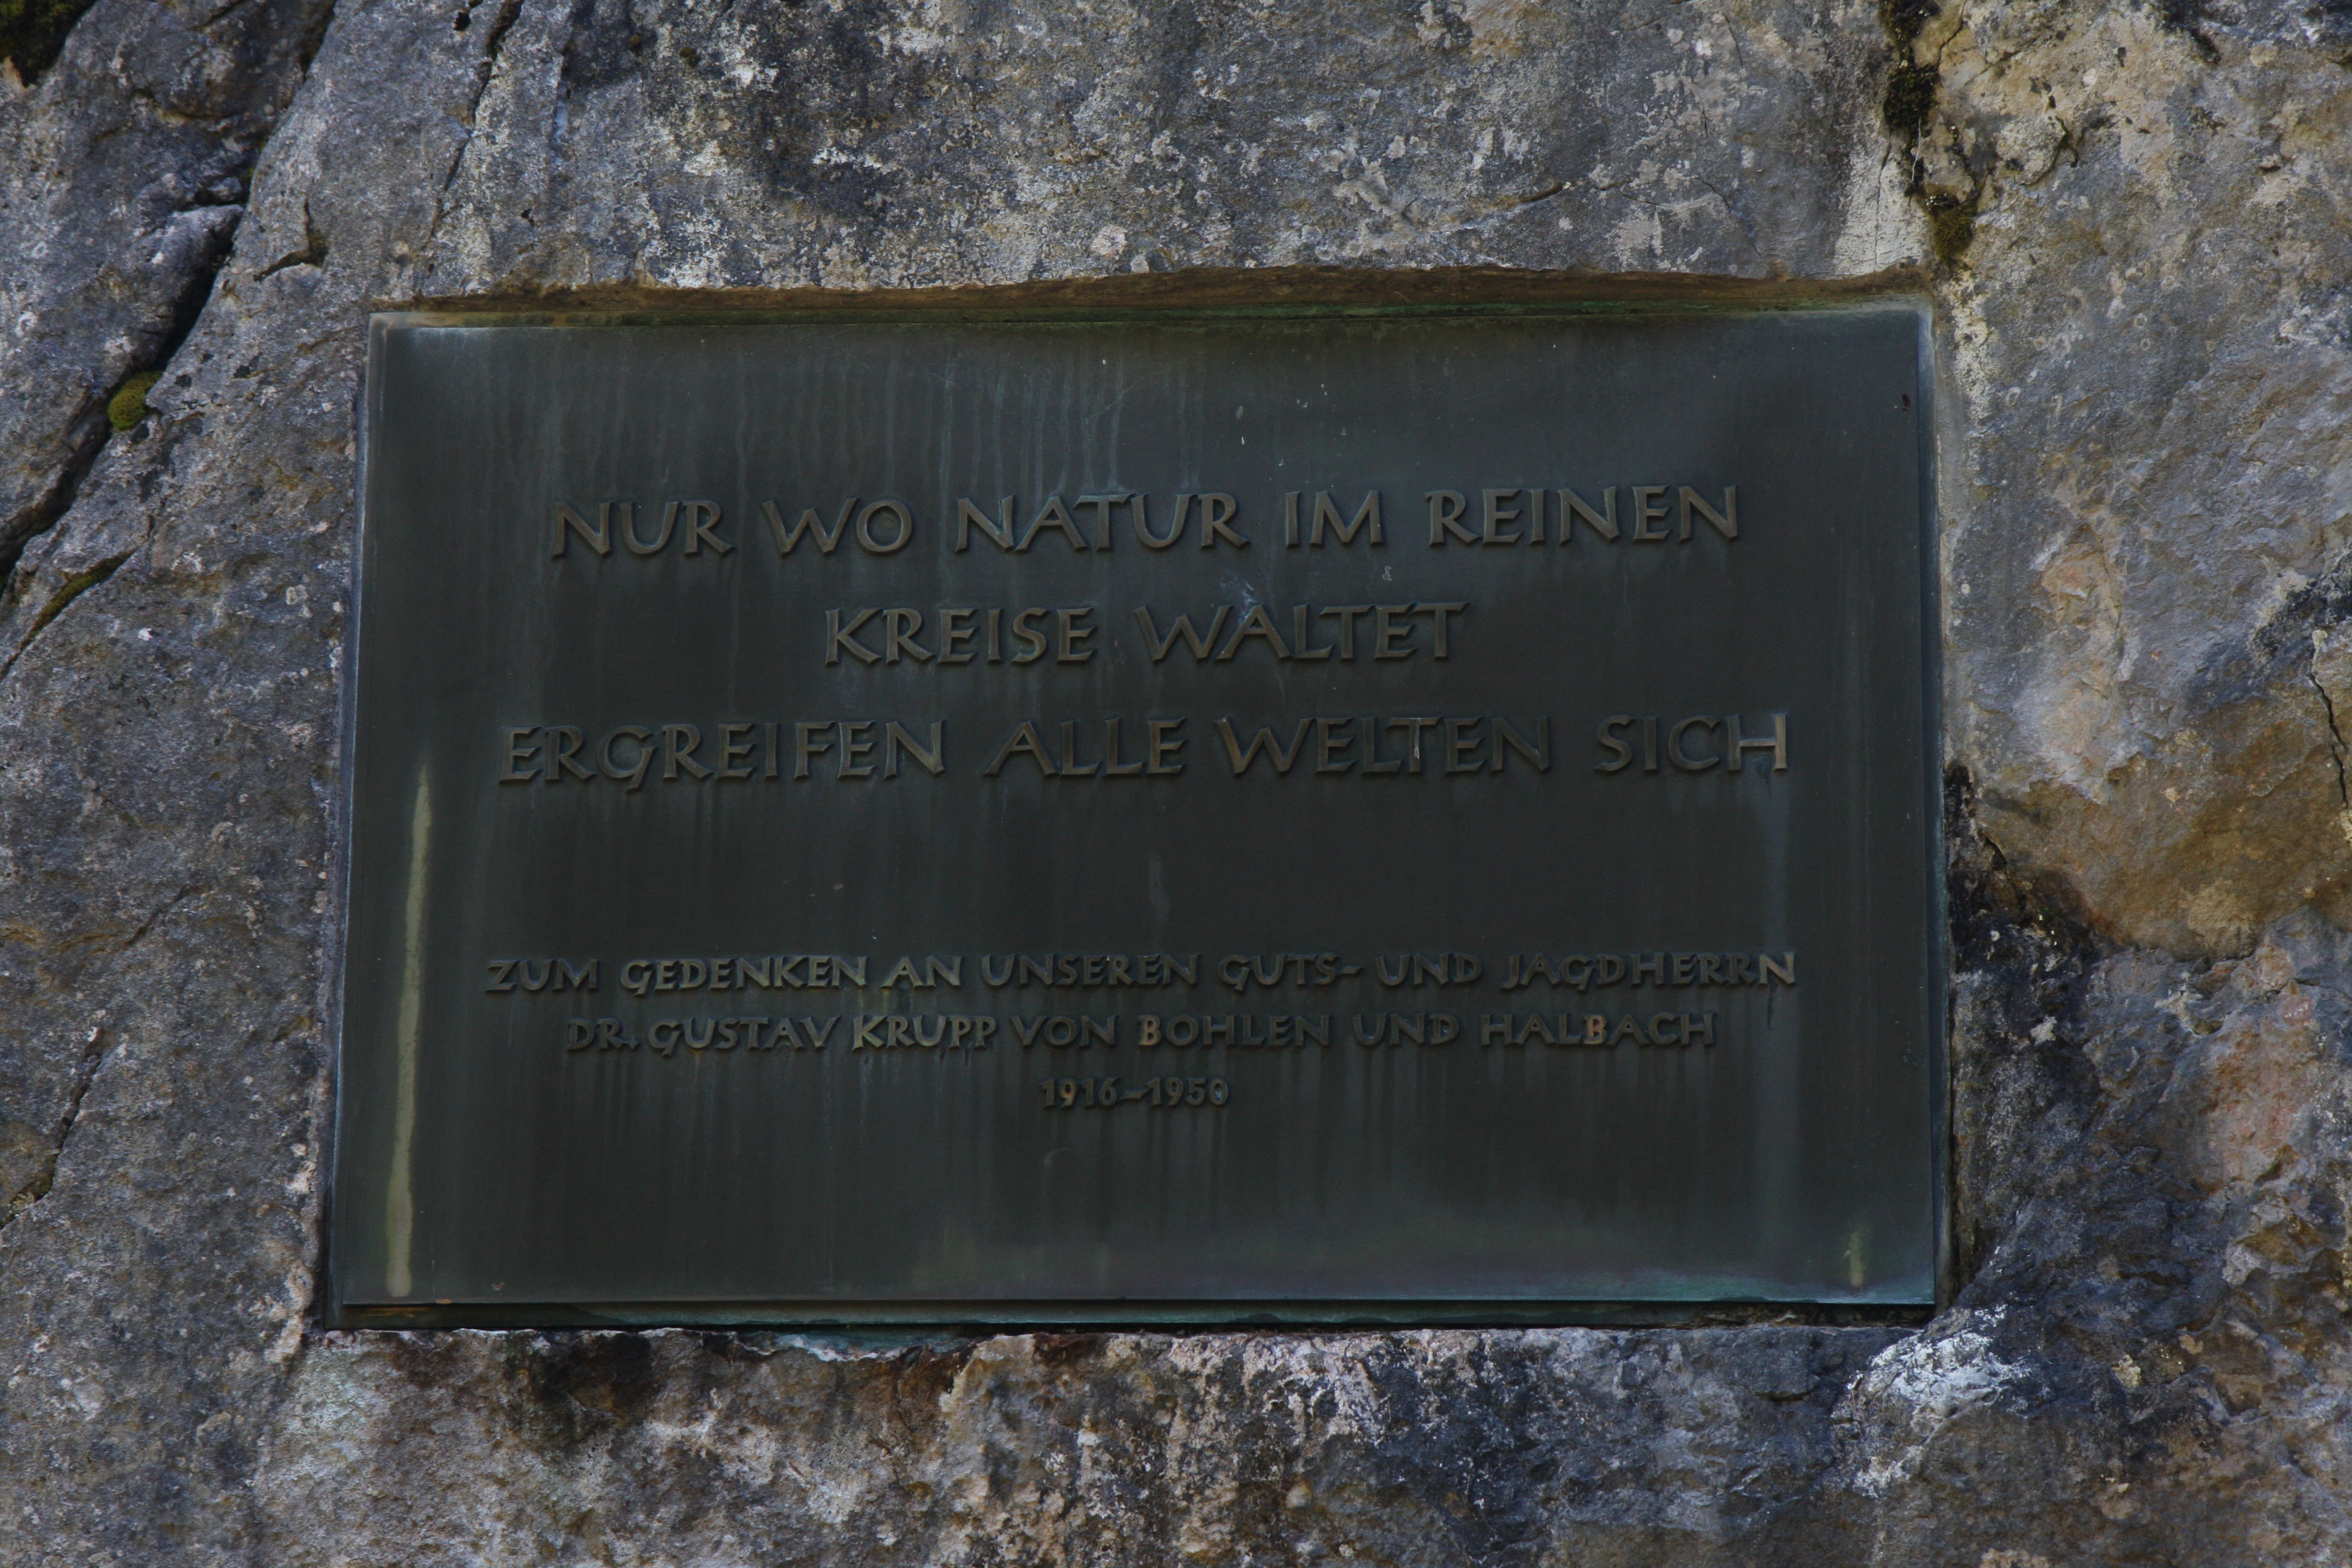 NUR WO NATUR IM REINEN
KREISE WALTET
ERGREIFEN ALLE WELTEN SICH
ZUM GEDENKEN AN UNSEREN GUTS- UND JAGDHERRN
DR. GUSTAV KRUPP VON BOHLEN UND HALBACH
1916-1950